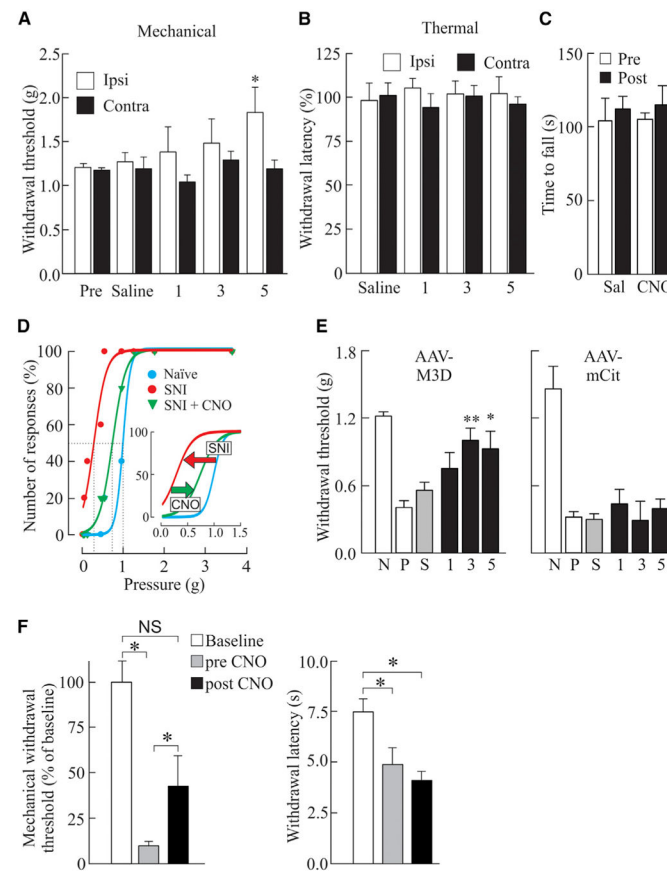 A
Mechanical
Ipsi
Contra
*
Withdrawal threshold (g)
2.5
2.0
1.5
1.0
0.5
0.0
Pre Saline 1 3 5
B
Thermal
Ipsi Contra
Withdrawal latency (%)
125
100
75
50
25
0
Saline 1 3 5
C
Pre
Post
Time to fall (s)
150
100
50
0
Sal CNO
D
Naïve
SNI
SNI + CNO
Number of responses (%)
100
80
60
40
20
0
0 1 2 3 4
Pressure (g)
100
50
0
SNI
CNO
0.0 0.5 1.0 1.5
E
AAV-
M3D
** *
Withdrawal threshold (g)
1.8
1.2
0.6
0.0
N P S 1 3 5
AAV-
mCit
N P S 1 3 5
F
NS
*
*
Baseline
pre CNO
post CNO
Mechanical withdrawal
threshold (% of baseline)
100
75
50
25
0
*
*
Withdrawal latency (s)
10.0
7.5
5.0
2.5
0.0